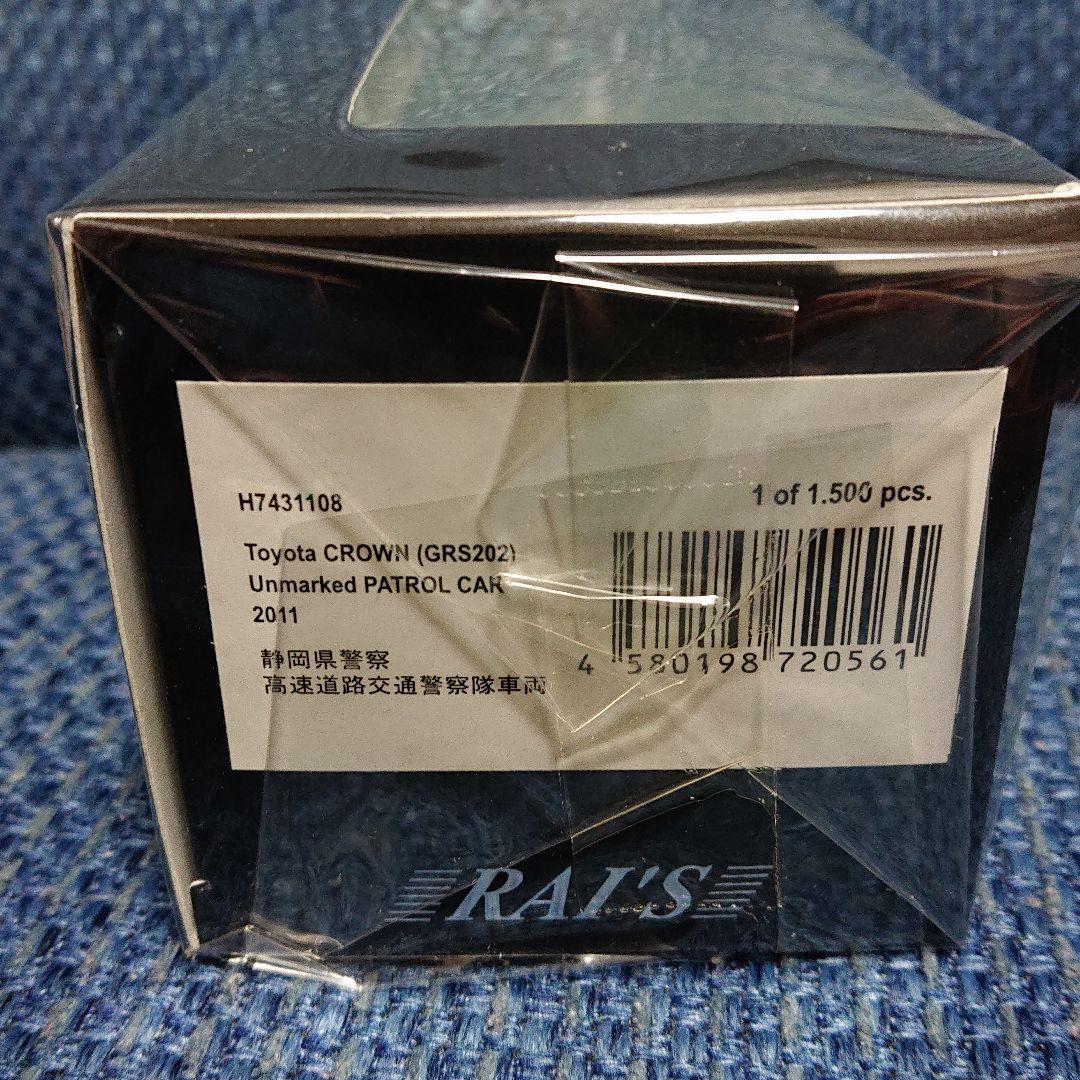 H7431108
1 of 1.500 pcs.
Toyota CROWN (GRS202)
Unmarked PATROL CAR
2011
静岡県警察
高速道路交通警察隊車両
4 580198 720561
RAI'S